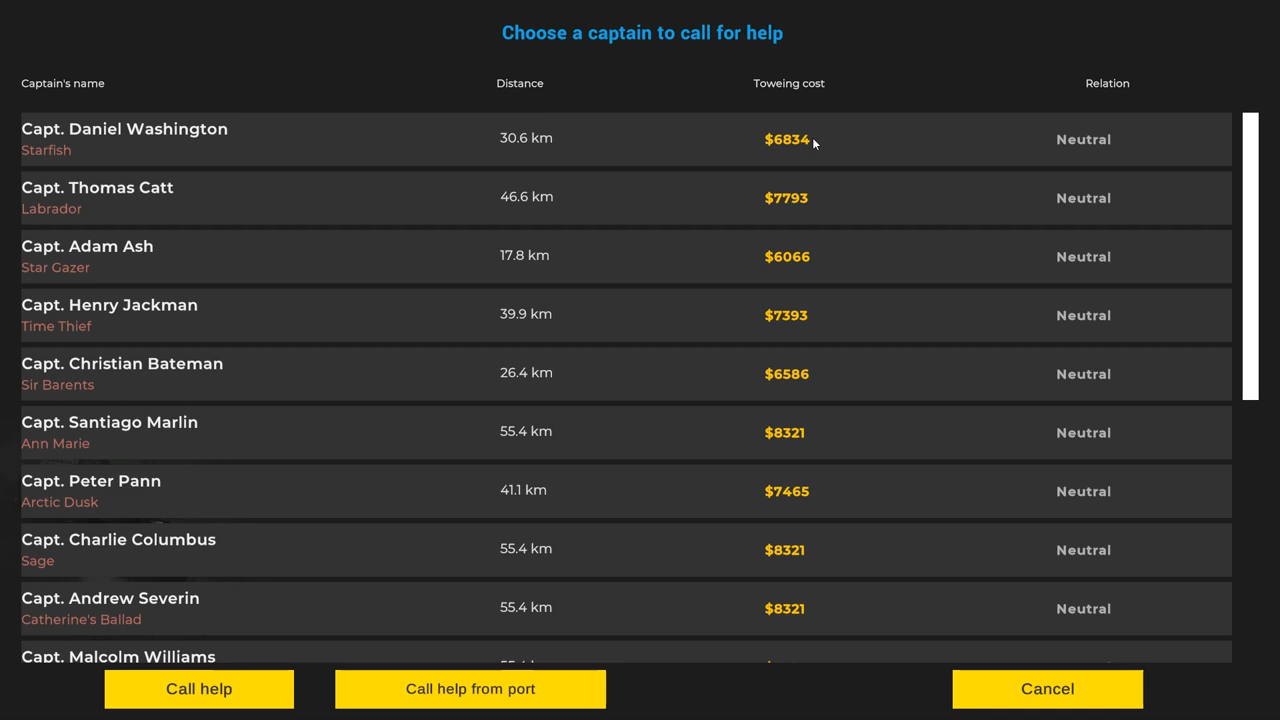 Choose a captain to call for help
Captain's name Distance Toweing cost Relation
Capt. Daniel Washington 30.6 km $6834 Neutral
Starfish
Capt. Thomas Catt 46.6 km $7793 Neutral
Labrador
Capt. Adam Ash 17.8 km $6066 Neutral
Star Gazer
Capt. Henry Jackman 39.9 km $7393 Neutral
Time Thief
Capt. Christian Bateman 26.4 km $6586 Neutral
Sir Barents
Capt. Santiago Marlin 55.4 km $8321 Neutral
Ann Marie
Capt. Peter Pann 41.1 km $7465 Neutral
Arctic Dusk
Capt. Charlie Columbus 55.4 km $8321 Neutral
Sage
Capt. Andrew Severin 55.4 km $8321 Neutral
Catherine's Ballad
Capt. Malcolm Williams
Call help Call help from port Cancel